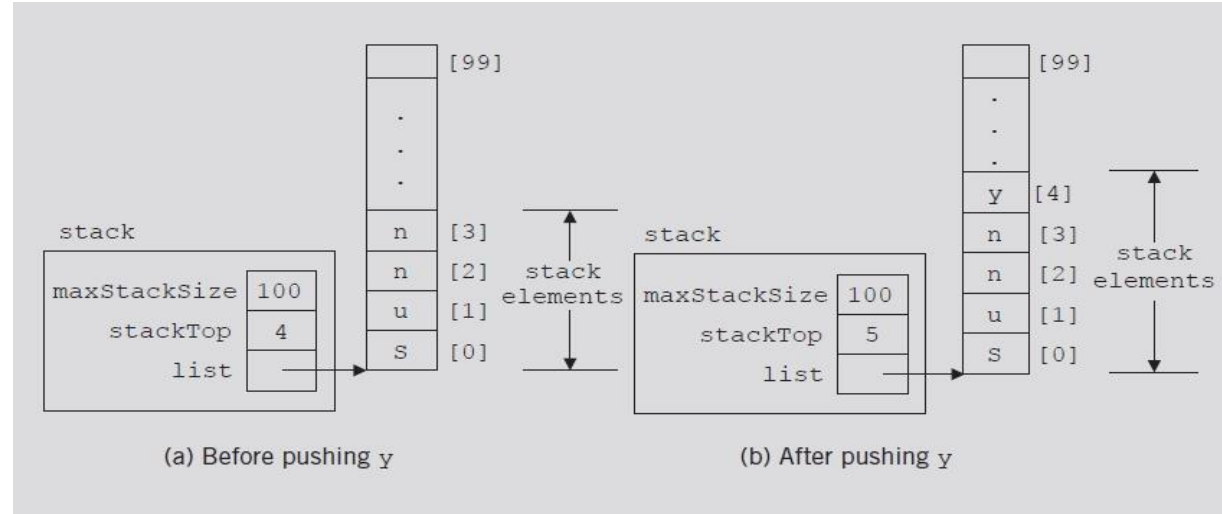 [99]
.
.
.
n [3]
n [2]
u [1]
S [0]
stack
elements
stack
maxStackSize 100
stackTop 4
list
(a) Before pushing y
[99]
.
.
.
y [4]
n [3]
n [2]
u [1]
S [0]
stack
elements
stack
maxStackSize 100
stackTop 5
list
(b) After pushing y